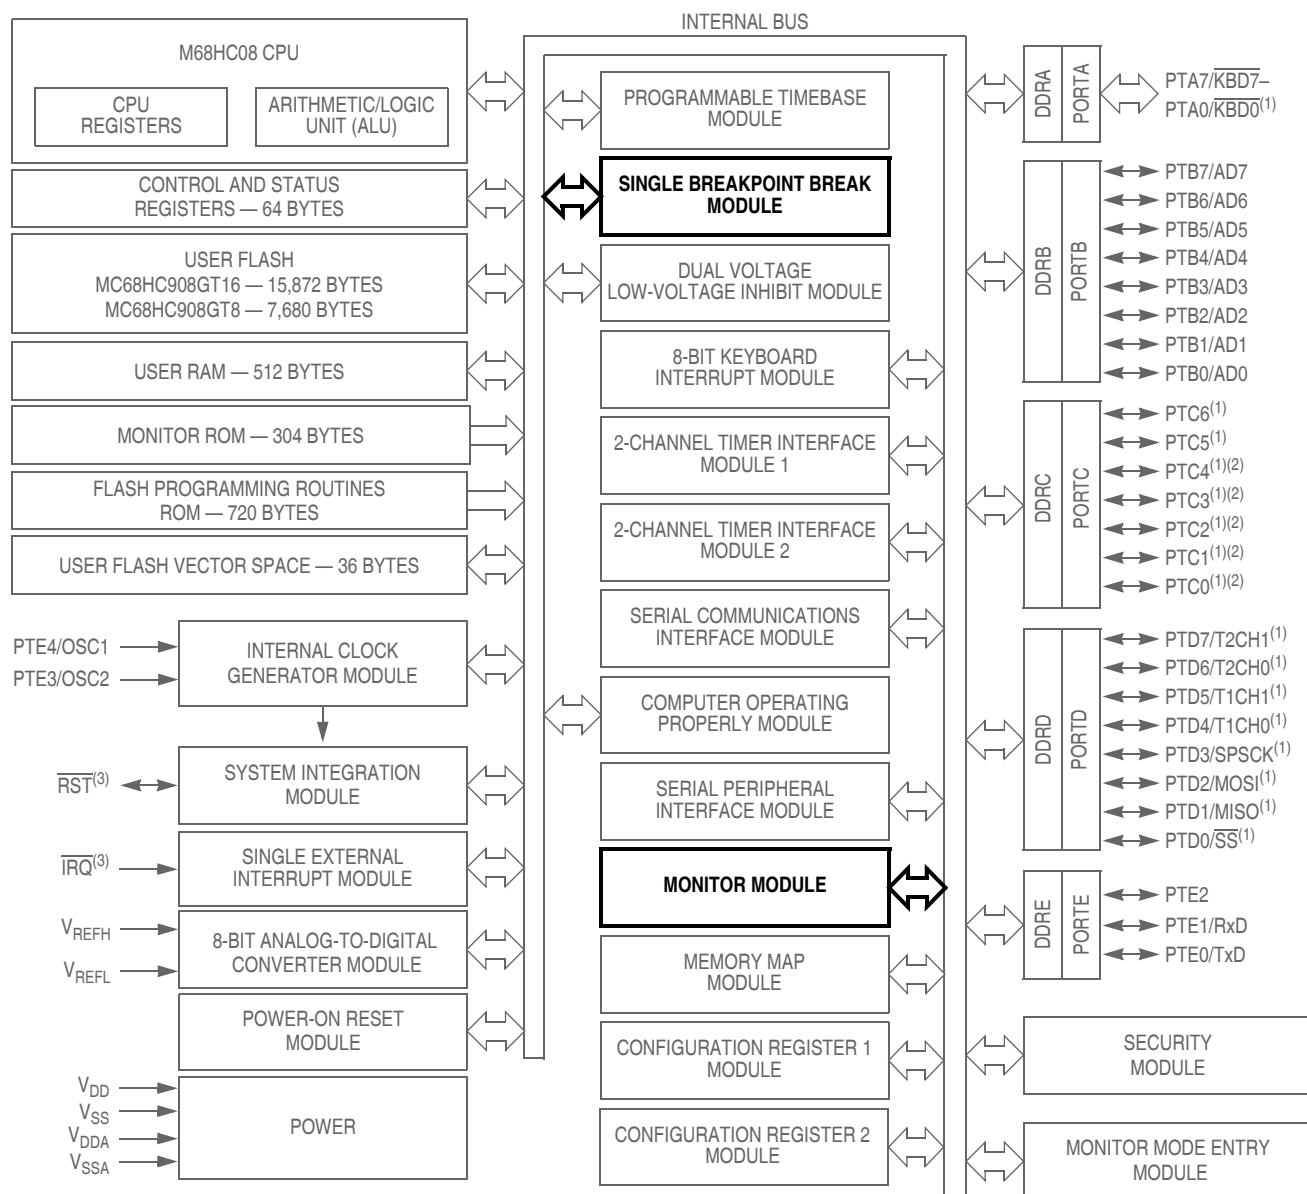 INTERNAL BUS
M68HC08 CPU
CPU
REGISTERS
ARITHMETIC/LOGIC
UNIT (ALU)
CONTROL AND STATUS
REGISTERS — 64 BYTES
USER FLASH
MC68HC908GT16 — 15,872 BYTES
MC68HC908GT8 — 7,680 BYTES
USER RAM — 512 BYTES
MONITOR ROM — 304 BYTES
FLASH PROGRAMMING ROUTINES
ROM — 720 BYTES
USER FLASH VECTOR SPACE — 36 BYTES
PTE4/OSC1
PTE3/OSC2
INTERNAL CLOCK
GENERATOR MODULE
RST(3)
SYSTEM INTEGRATION
MODULE
IRQ(3)
SINGLE EXTERNAL
INTERRUPT MODULE
VREFH
VREFL
8-BIT ANALOG-TO-DIGITAL
CONVERTER MODULE
POWER-ON RESET
MODULE
VDD
VSS
VDDA
VSSA
POWER
PROGRAMMABLE TIMEBASE
MODULE
SINGLE BREAKPOINT BREAK
MODULE
DUAL VOLTAGE
LOW-VOLTAGE INHIBIT MODULE
8-BIT KEYBOARD
INTERRUPT MODULE
2-CHANNEL TIMER INTERFACE
MODULE 1
2-CHANNEL TIMER INTERFACE
MODULE 2
SERIAL COMMUNICATIONS
INTERFACE MODULE
COMPUTER OPERATING
PROPERLY MODULE
SERIAL PERIPHERAL
INTERFACE MODULE
MONITOR MODULE
MEMORY MAP
MODULE
CONFIGURATION REGISTER 1
MODULE
CONFIGURATION REGISTER 2
MODULE
DDRA
PORTA
PTA7/KBD7–
PTA0/KBD0(1)
DDRB
PORTB
PTB7/AD7
PTB6/AD6
PTB5/AD5
PTB4/AD4
PTB3/AD3
PTB2/AD2
PTB1/AD1
PTB0/AD0
DDRC
PORTC
PTC6(1)
PTC5(1)
PTC4(1)(2)
PTC3(1)(2)
PTC2(1)(2)
PTC1(1)(2)
PTC0(1)(2)
DDRD
PORTD
PTD7/T2CH1(1)
PTD6/T2CH0(1)
PTD5/T1CH1(1)
PTD4/T1CH0(1)
PTD3/SPSCK(1)
PTD2/MOSI(1)
PTD1/MISO(1)
PTD0/SS(1)
DDRE
PORTE
PTE2
PTE1/RxD
PTE0/TxD
SECURITY
MODULE
MONITOR MODE ENTRY
MODULE